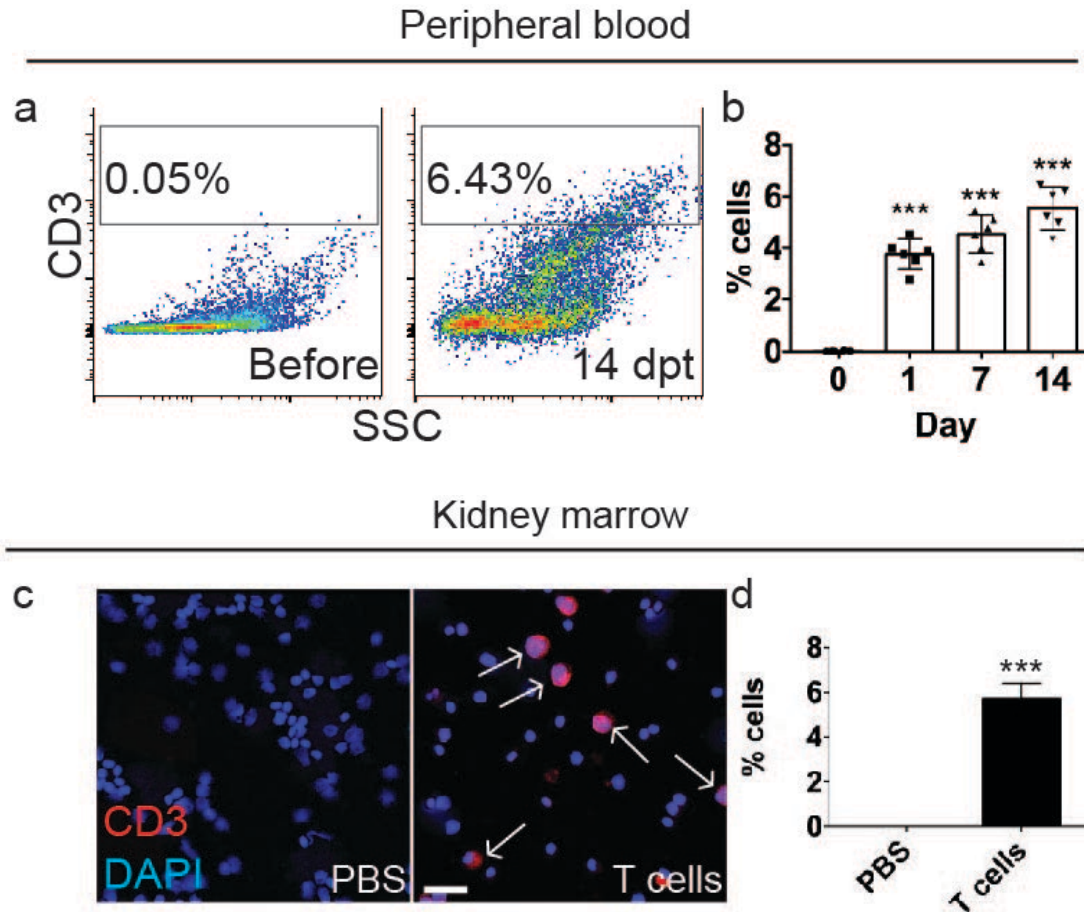 Peripheral blood
a
0.05%
6.43%
CD3
Before
14 dpt
SSC
b
8
6
4
2
0
% cells
***
***
***
0 1 7 14
Day
Kidney marrow
c
CD3
DAPI
PBS
T cells
d
8
6
4
2
0
% cells
***
PBS
T cells